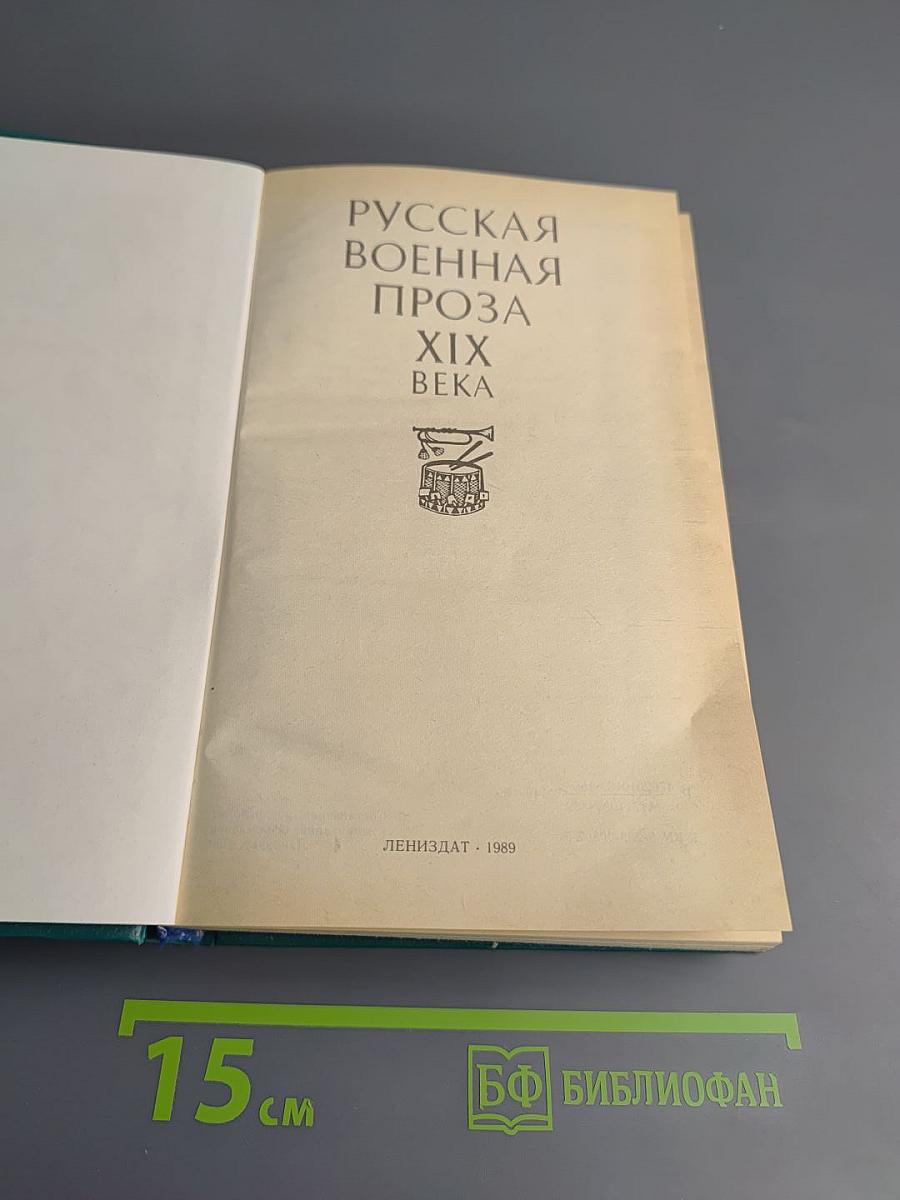 РУССКАЯ
ВОЕННАЯ
ПРОЗА
XIX
ВЕКА
ЛЕНИЗДАТ · 1989
15 см
БФ БИБЛИОФАН